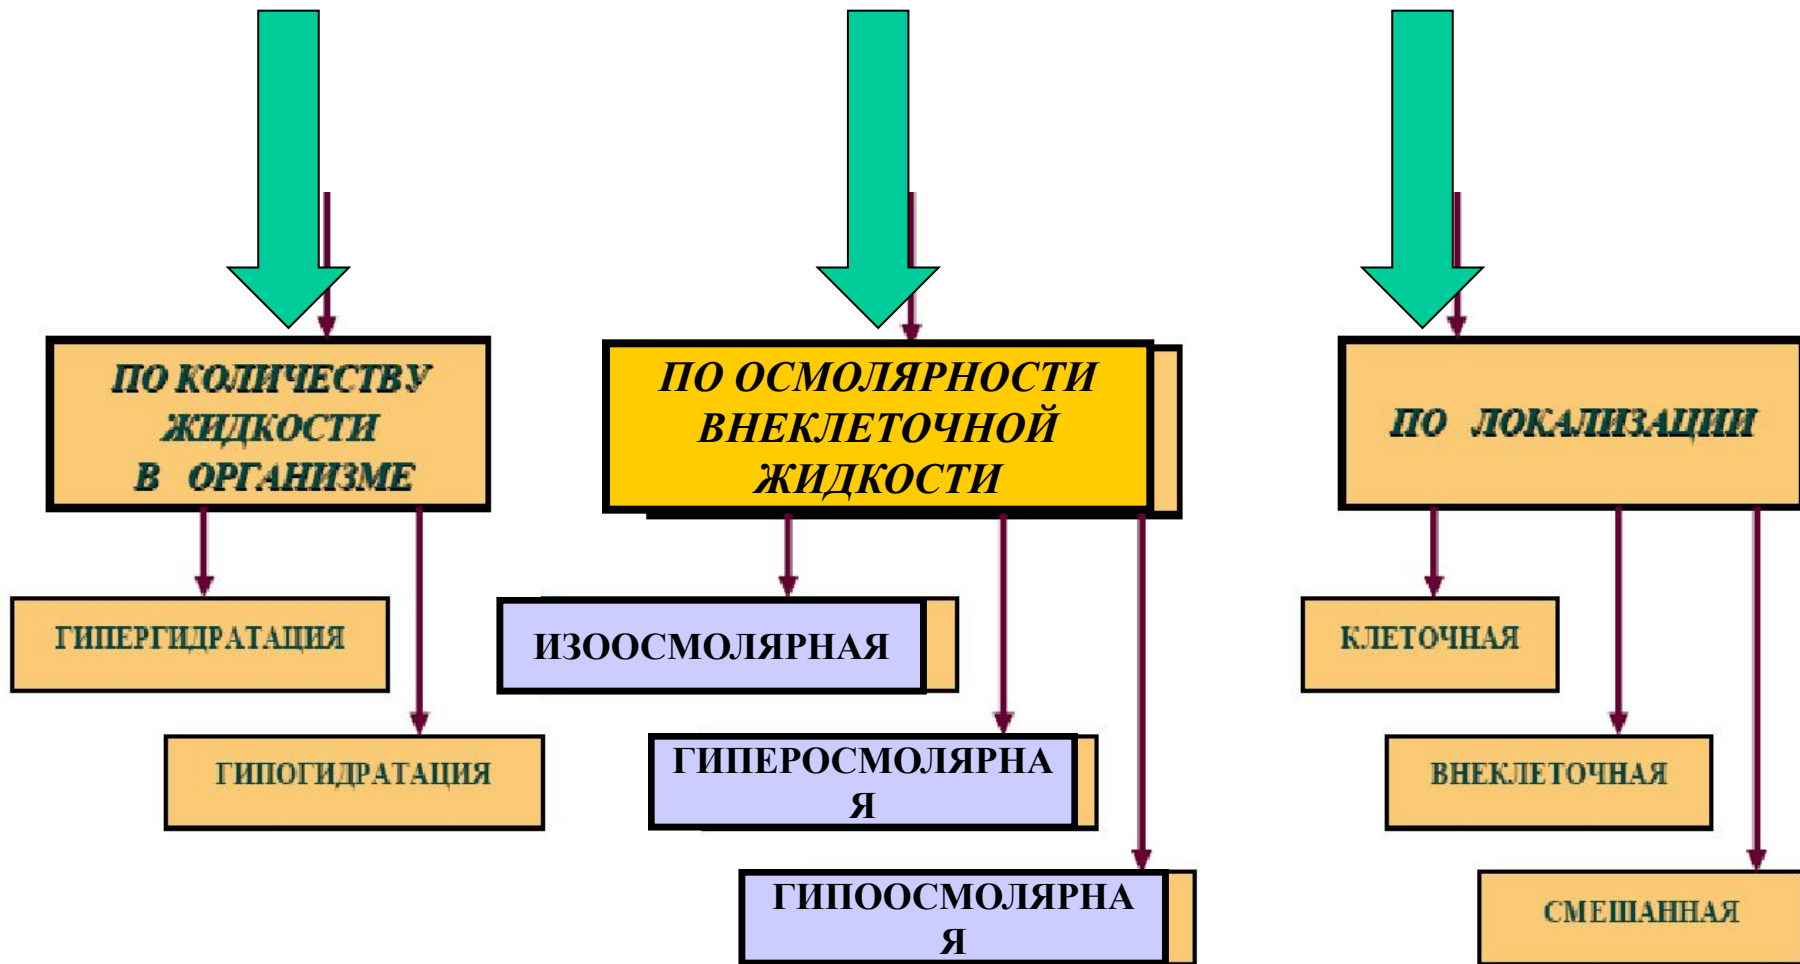 ПО КОЛИЧЕСТВУ
ЖИДКОСТИ
В ОРГАНИЗМЕ
ГИПЕРГИДРАТАЦИЯ
ГИПОГИДРАТАЦИЯ
ПО ОСМОЛЯРНОСТИ
ВНЕКЛЕТОЧНОЙ
ЖИДКОСТИ
ИЗООСМОЛЯРНАЯ
ГИПЕРОСМОЛЯРНА
Я
ГИПООСМОЛЯРНА
Я
ПО ЛОКАЛИЗАЦИИ
КЛЕТОЧНАЯ
ВНЕКЛЕТОЧНАЯ
СМЕШАННАЯ